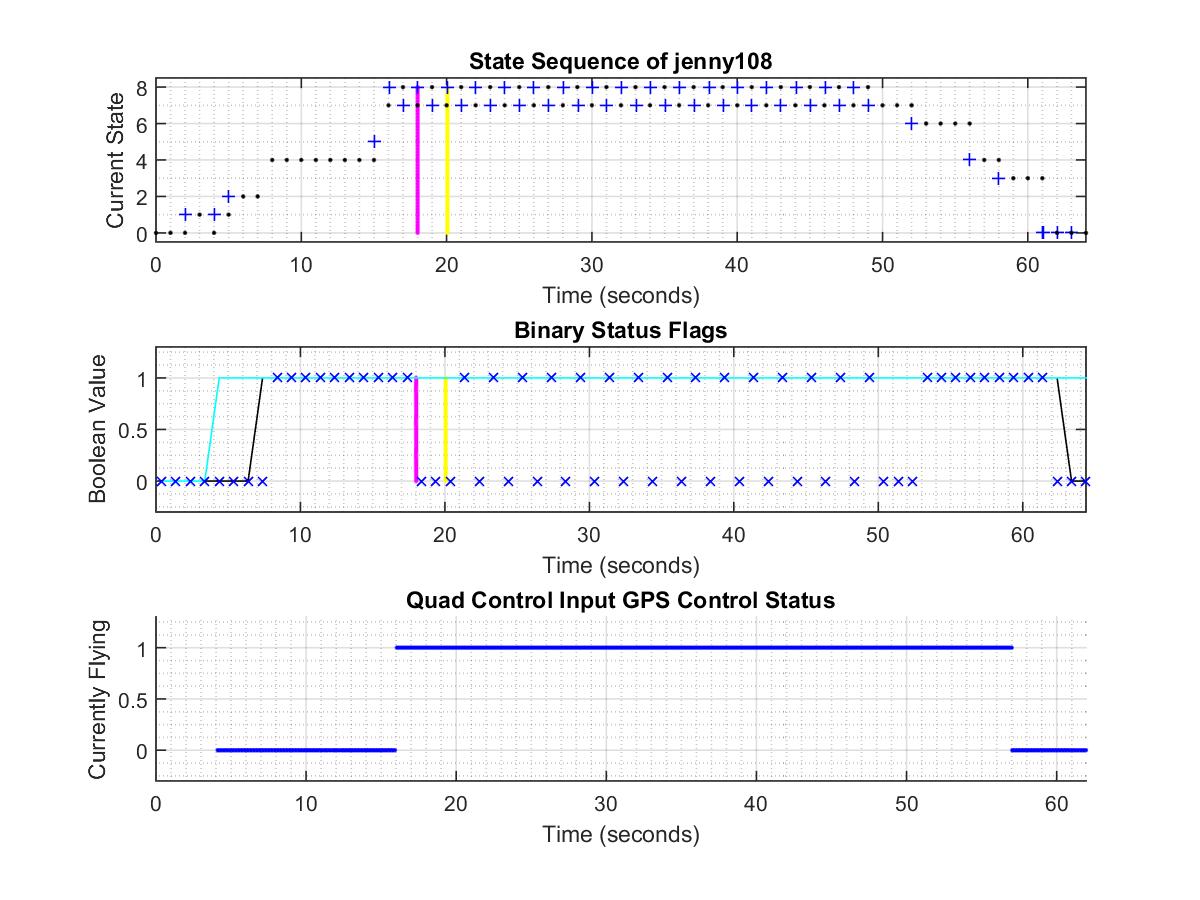 State Sequence of jenny108
Current State
8
6
4
2
0
0 10 20 30 40 50 60
Time (seconds)
Binary Status Flags
Boolean Value
1
0.5
0
0 10 20 30 40 50 60
Time (seconds)
Quad Control Input GPS Control Status
Currently Flying
1
0.5
0
0 10 20 30 40 50 60
Time (seconds)